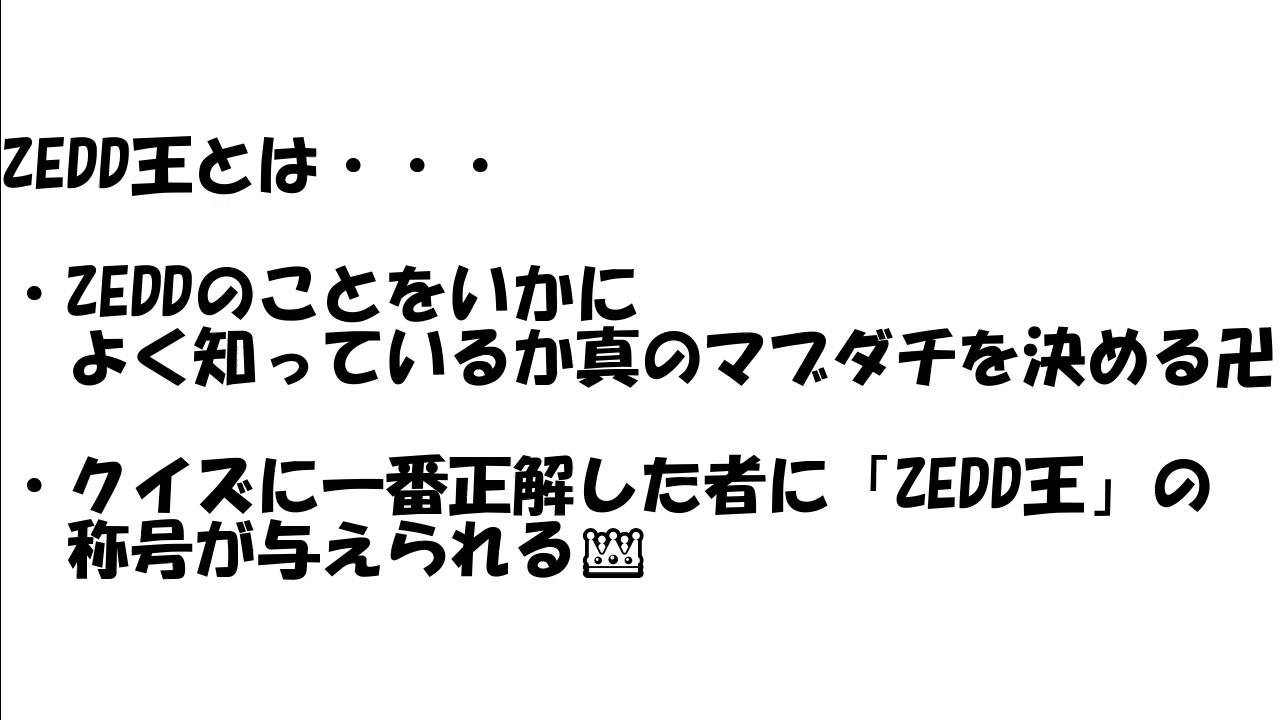 ZEDD王とは・・・
・ZEDDのことをいかに
よく知っているか真のマブダチを決める卍
・クイズに一番正解した者に「ZEDD王」の
称号が与えられる👑